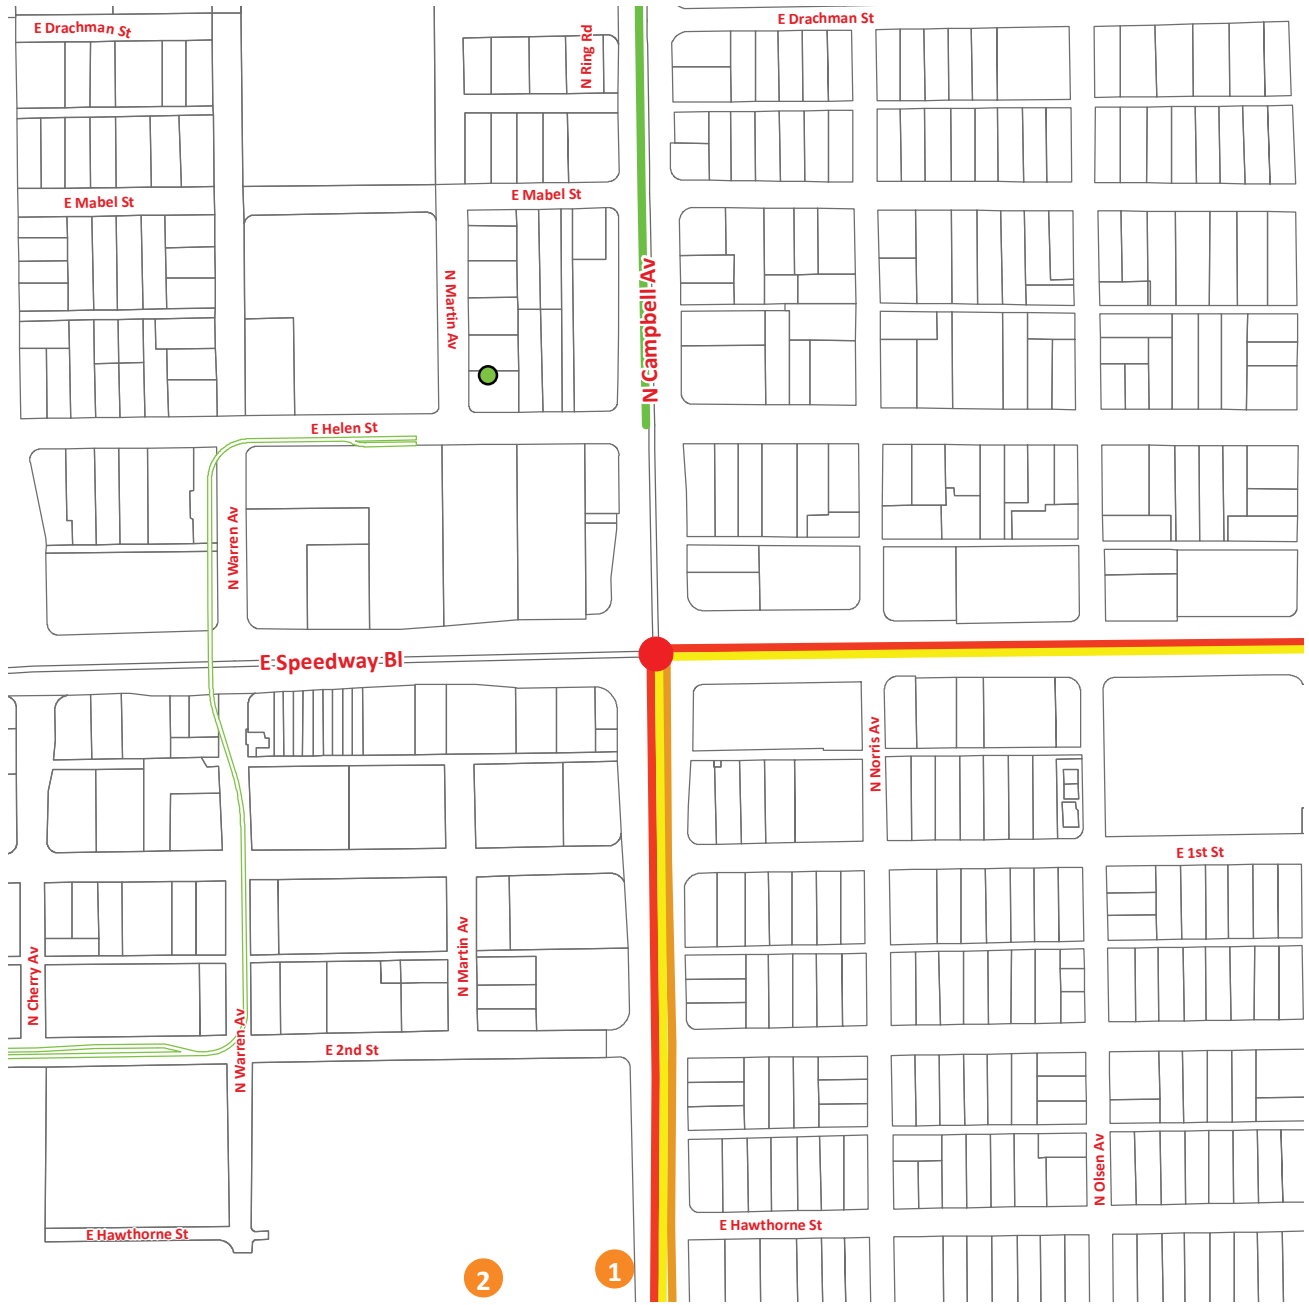 E Drachman St
N Ring Rd
E Drachman St
E Mabel St
E Mabel St
N Martin Av
N Campbell Av
E Helen St
N Warren Av
E Speedway Bl
N Norris Av
E 1st St
N Cherry Av
N Martin Av
N Warren Av
E 2nd St
N Olsen Av
E Hawthorne St
E Hawthorne St
2
1